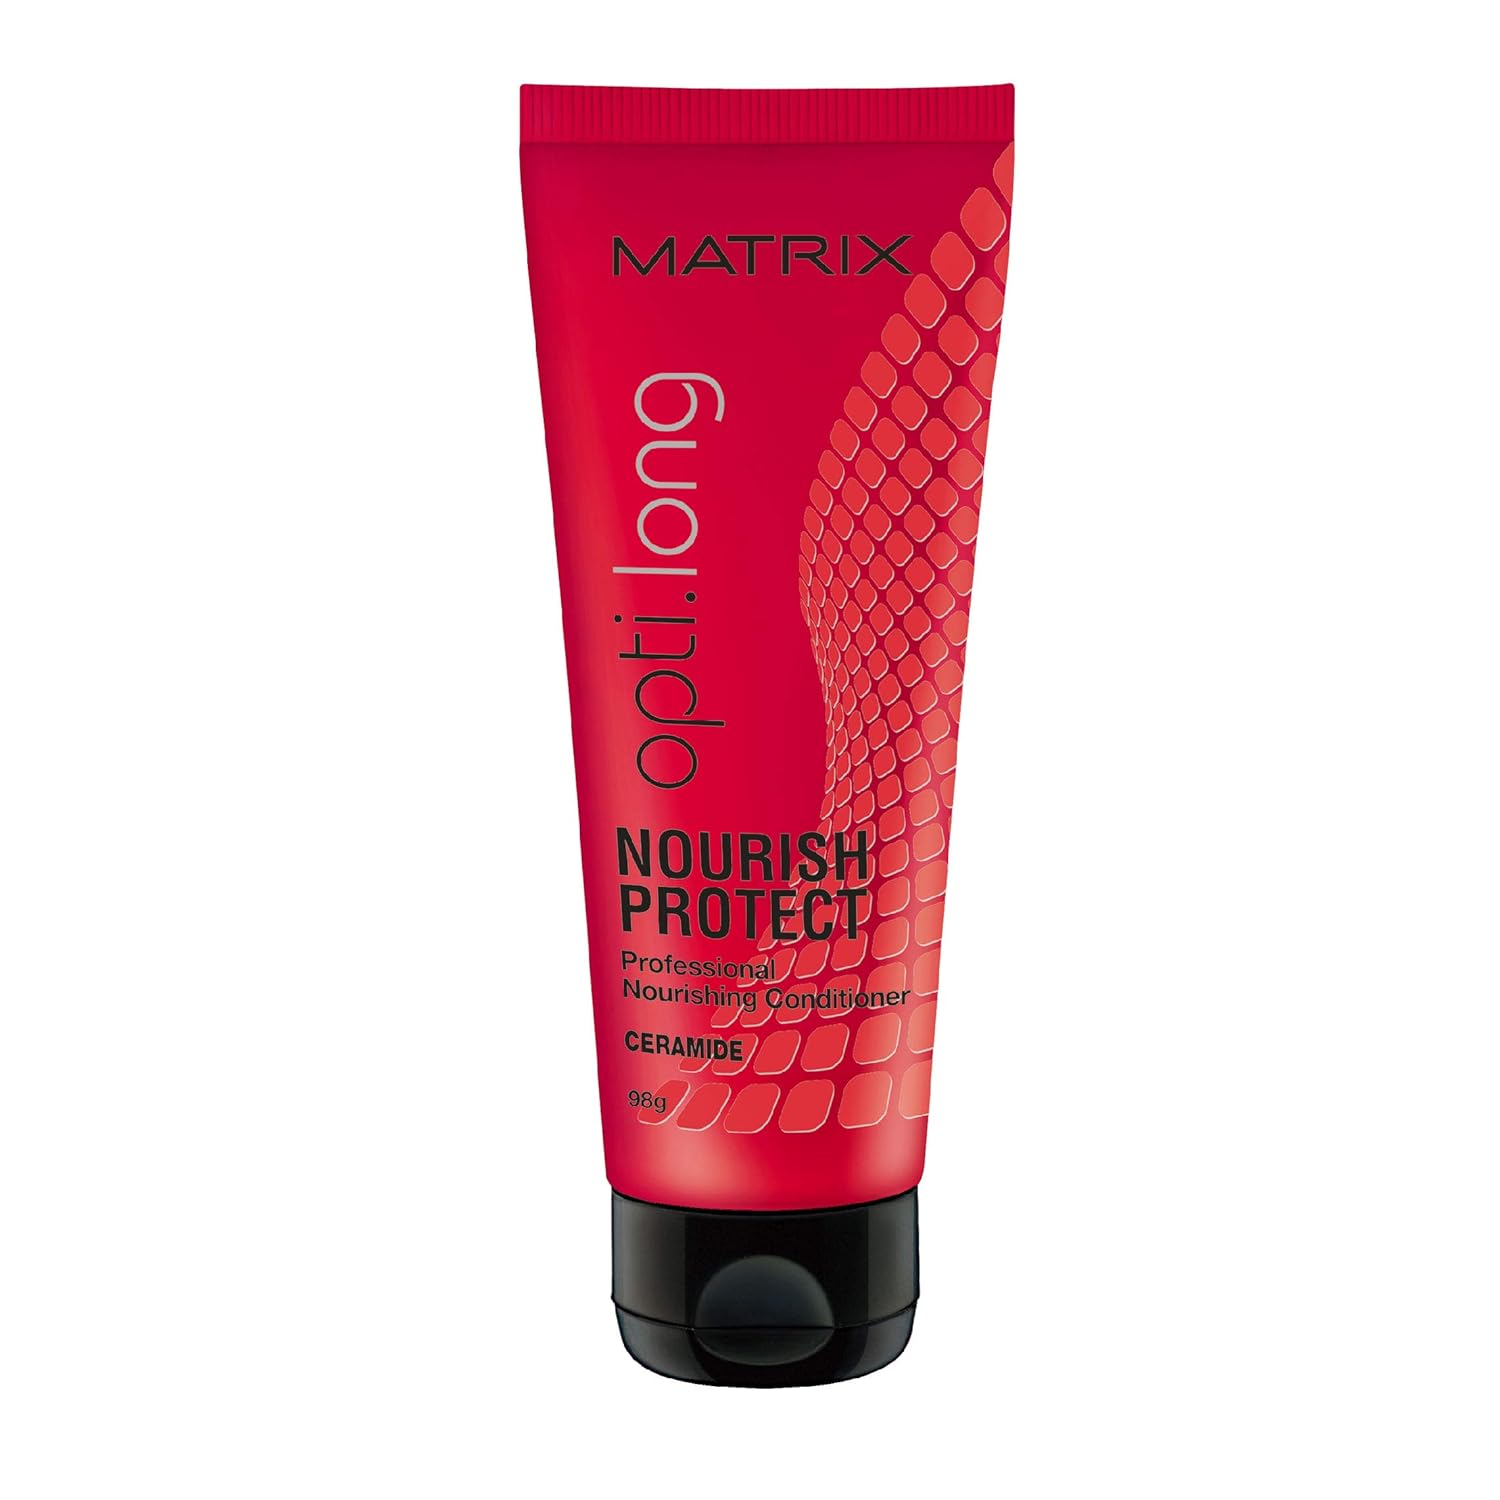 MATRIX
opti.long
NOURISH
PROTECT
Professional
Nourishing Conditioner
CERAMIDE
98g